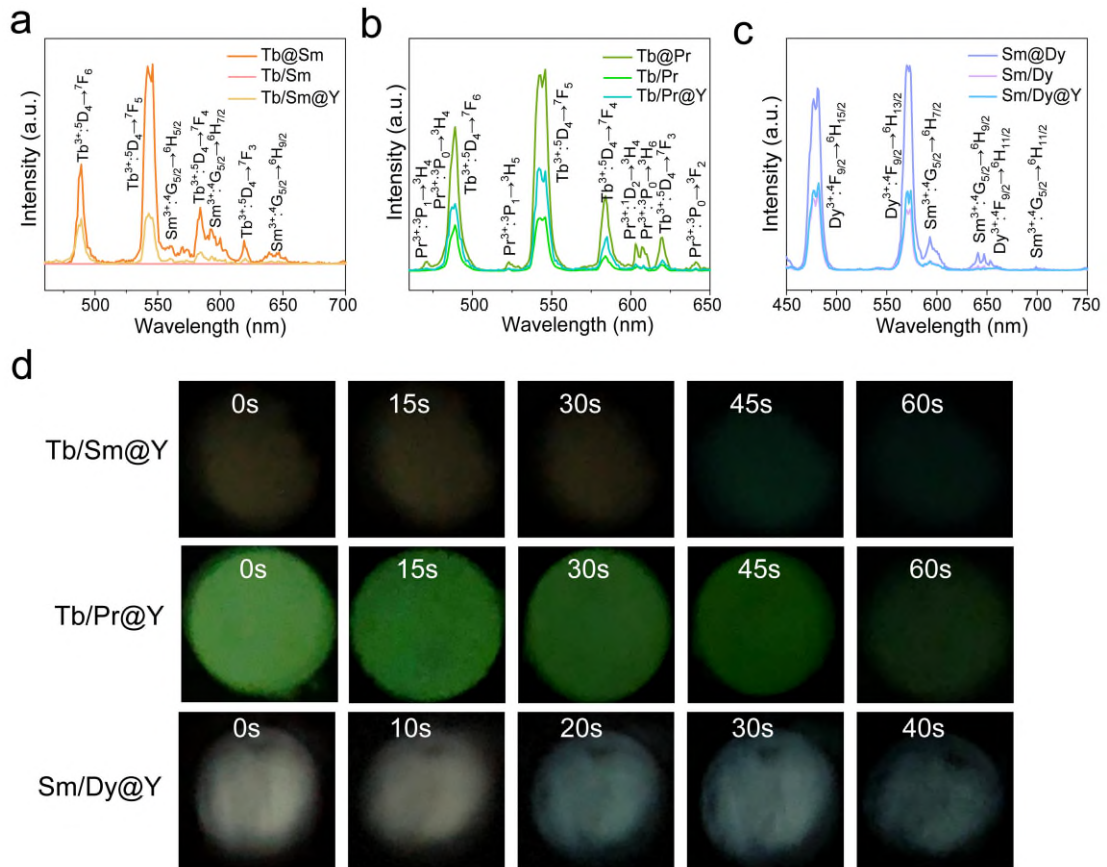 a
Tb@Sm
Tb/Sm
Tb/Sm@Y
Tb³⁺:⁵D₄→⁷F₆
Tb³⁺:⁵D₄→⁷F₅
Sm³⁺:⁴G₅/₂→⁶H₅/₂
Tb³⁺:⁵D₄→⁷F₄
Sm³⁺:⁴G₅/₂→⁶H₇/₂
Tb³⁺:⁵D₄→⁷F₃
Sm³⁺:⁴G₅/₂→⁶H₉/₂
Intensity (a.u.)
500 550 600 650 700
Wavelength (nm)
b
Tb@Pr
Tb/Pr
Tb/Pr@Y
Pr³⁺:³P₁→³H₄
Pr³⁺:³P₀→³H₄
Tb³⁺:⁵D₄→⁷F₆
Pr³⁺:³P₁→³H₅
Tb³⁺:⁵D₄→⁷F₅
Tb³⁺:⁵D₄→⁷F₄
Pr³⁺:¹D₂→³H₄
Pr³⁺:³P₀→³H₆
Tb³⁺:⁵D₄→⁷F₃
Pr³⁺:³P₀→³F₂
Intensity (a.u.)
500 550 600 650
Wavelength (nm)
c
Sm@Dy
Sm/Dy
Sm/Dy@Y
Dy³⁺:⁴F₉/₂→⁶H₁₅/₂
Dy³⁺:⁴F₉/₂→⁶H₁₃/₂
Sm³⁺:⁴G₅/₂→⁶H₇/₂
Sm³⁺:⁴G₅/₂→⁶H₉/₂
Dy³⁺:⁴F₉/₂→⁶H₁₁/₂
Sm³⁺:⁴G₅/₂→⁶H₁₁/₂
Intensity (a.u.)
450 500 550 600 650 700 750
Wavelength (nm)
d
Tb/Sm@Y
0s 15s 30s 45s 60s
Tb/Pr@Y
0s 15s 30s 45s 60s
Sm/Dy@Y
0s 10s 20s 30s 40s